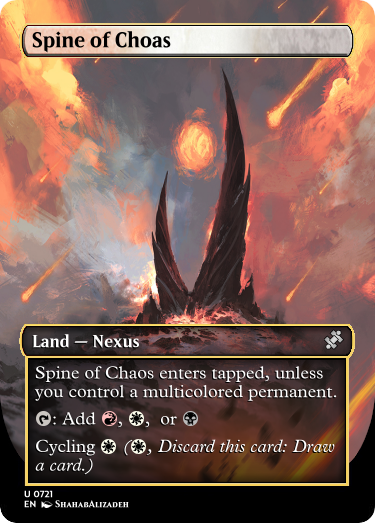 Spine of Choas
Land — Nexus
Spine of Chaos enters tapped, unless
you control a multicolored permanent.
: Add , , or
Cycling (, Discard this card: Draw
a card.)
U 0721
EN ShahabAlizadeh